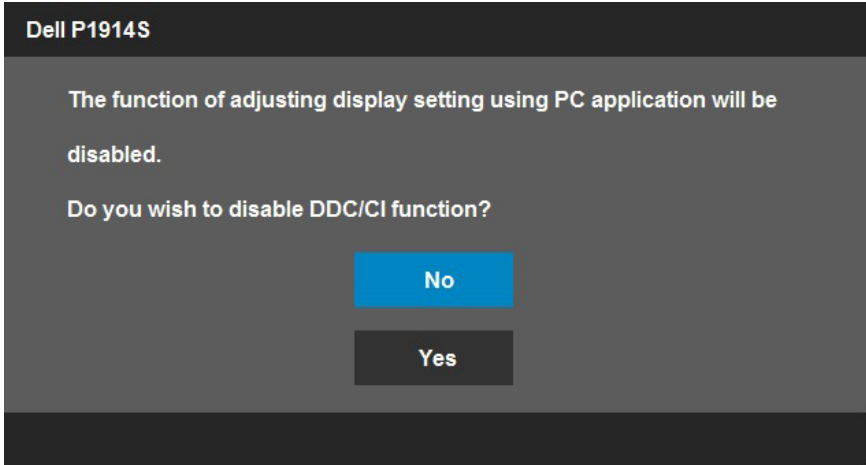 Dell P1914S
The function of adjusting display setting using PC application will be
disabled.
Do you wish to disable DDC/CI function?
No
Yes